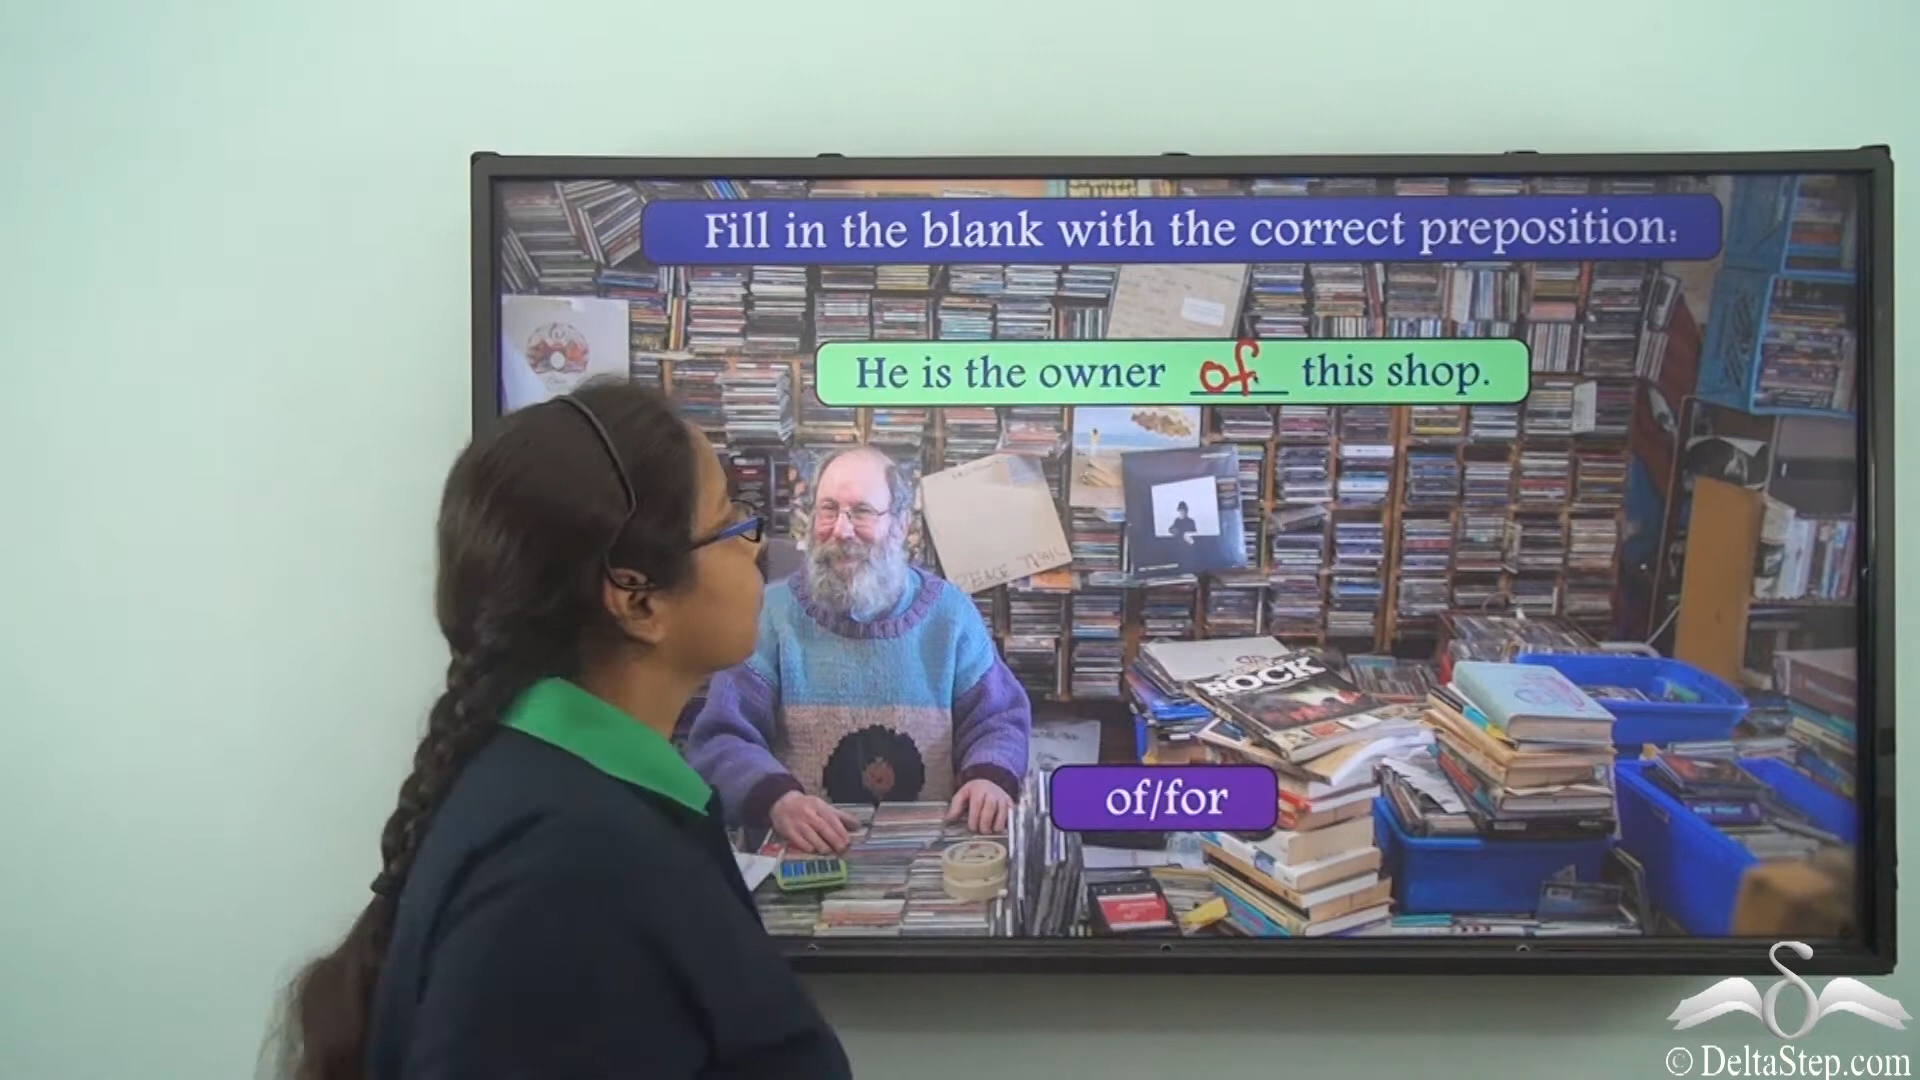 Fill in the blank with the correct preposition:
He is the owner of this shop.
PEACE
ROCK
of/for
© DeltaStep.com